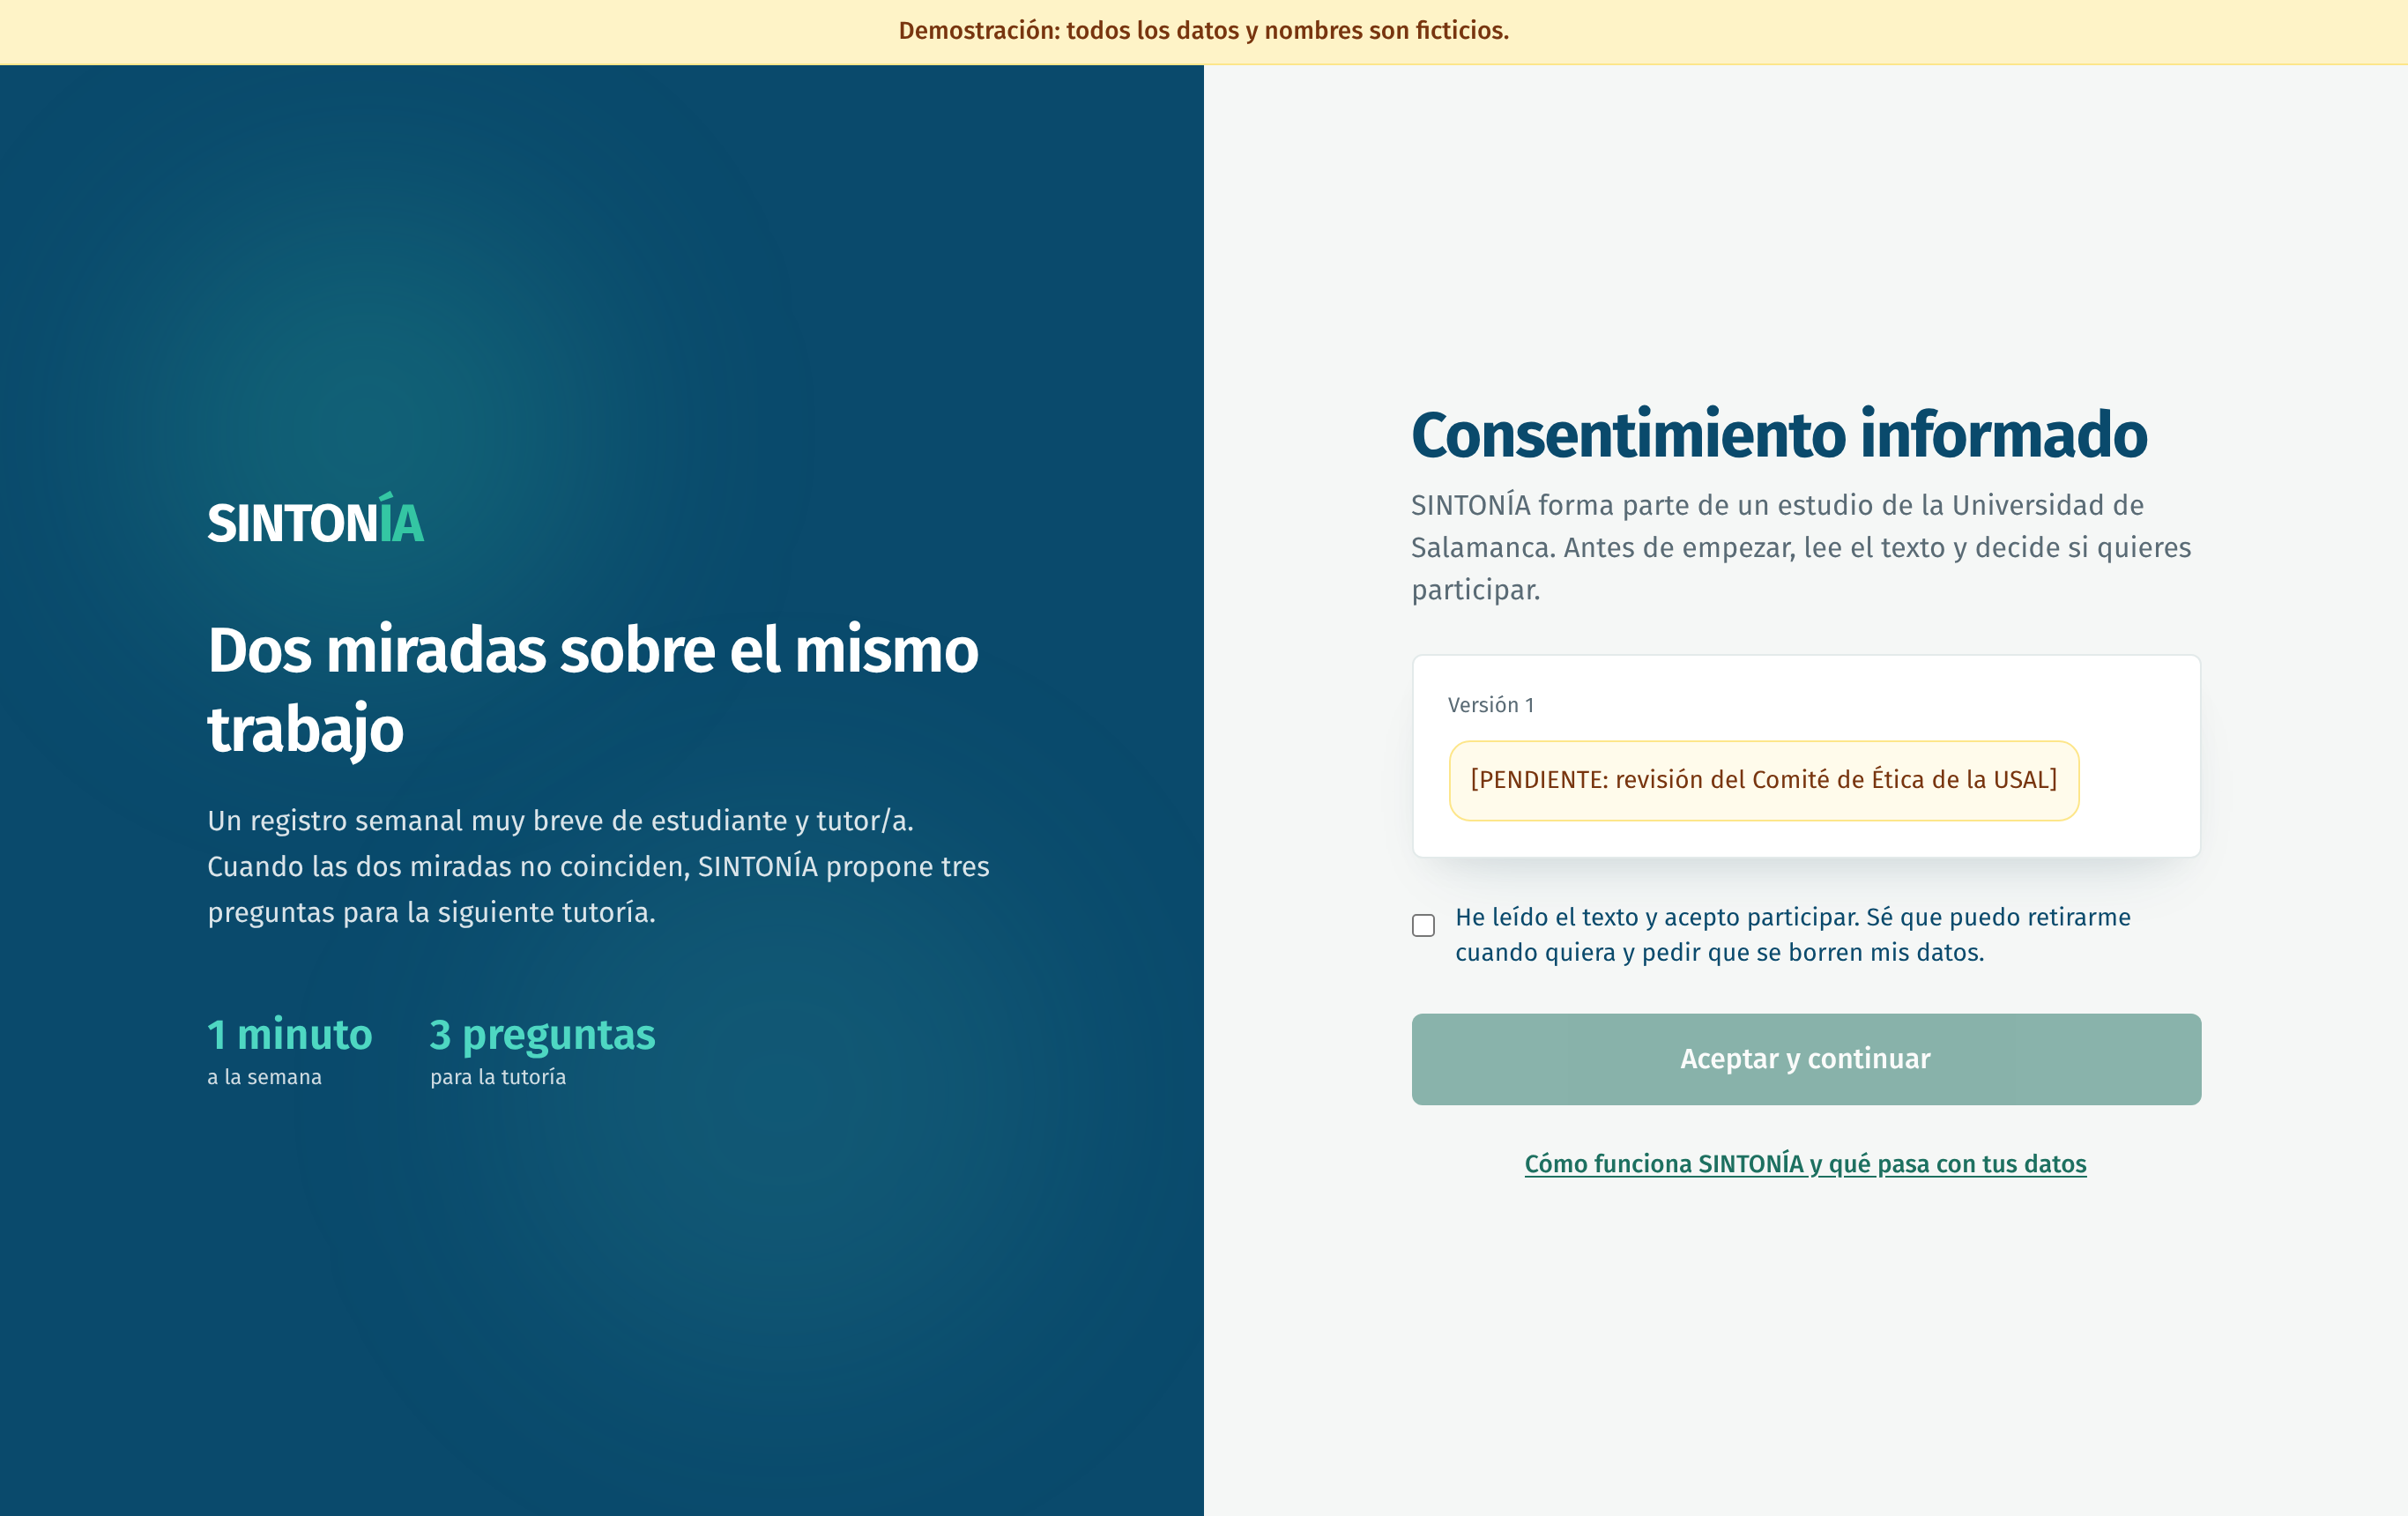 Demostración: todos los datos y nombres son ficticios.
SINTONÍA
Dos miradas sobre el mismo
trabajo
Un registro semanal muy breve de estudiante y tutor/a.
Cuando las dos miradas no coinciden, SINTONÍA propone tres
preguntas para la siguiente tutoría.
1 minuto
a la semana
3 preguntas
para la tutoría
Consentimiento informado
SINTONÍA forma parte de un estudio de la Universidad de
Salamanca. Antes de empezar, lee el texto y decide si quieres
participar.
Versión 1
[PENDIENTE: revisión del Comité de Ética de la USAL]
He leído el texto y acepto participar. Sé que puedo retirarme
cuando quiera y pedir que se borren mis datos.
Aceptar y continuar
Cómo funciona SINTONÍA y qué pasa con tus datos